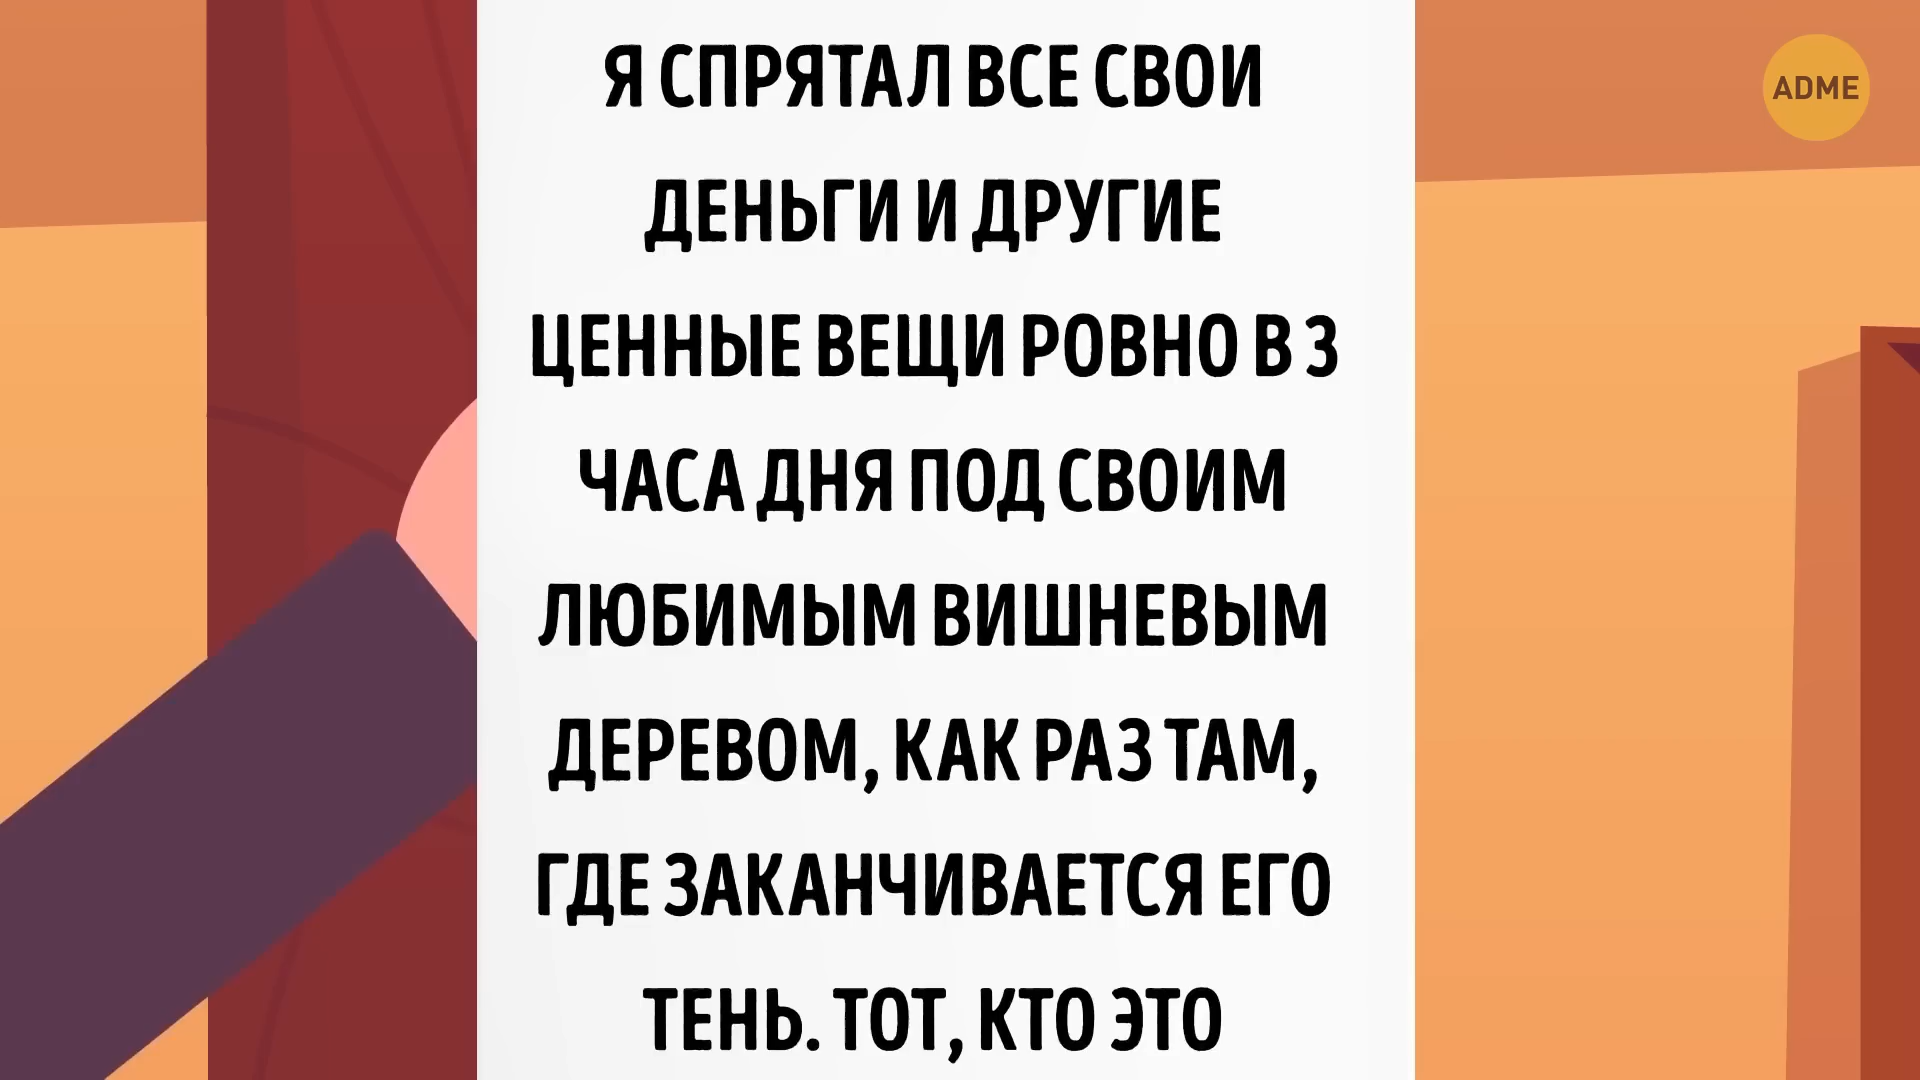 Я СПРЯТАЛ ВСЕ СВОИ
ДЕНЬГИ И ДРУГИЕ
ЦЕННЫЕ ВЕЩИ РОВНО В 3
ЧАСА ДНЯ ПОД СВОИМ
ЛЮБИМЫМ ВИШНЕВЫМ
ДЕРЕВОМ, КАК РАЗ ТАМ,
ГДЕ ЗАКАНЧИВАЕТСЯ ЕГО
ТЕНЬ. ТОТ, КТО ЭТО
ADME